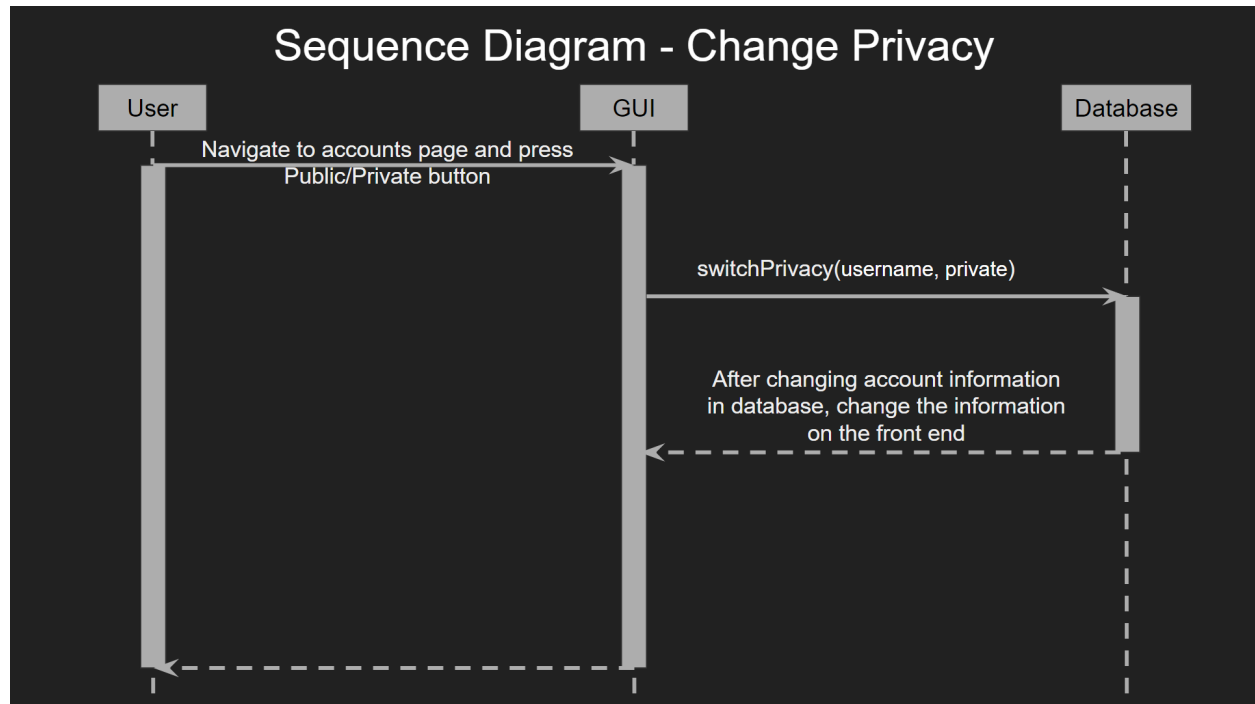 Sequence Diagram - Change Privacy
User
GUI
Database
Navigate to accounts page and press
Public/Private button
switchPrivacy(username, private)
After changing account information
in database, change the information
on the front end